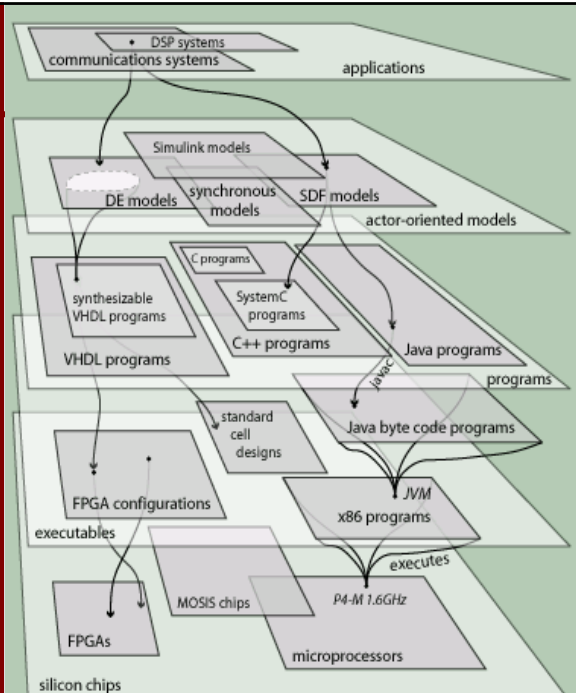 DSP systems
communications systems
applications
Simulink models
DE models
synchronous
models
SDF models
actor-oriented models
C programs
synthesizable
VHDL programs
SystemC
programs
C++ programs
VHDL programs
Java programs
programs
javac
standard
cell
designs
Java byte code programs
FPGA configurations
JVM
x86 programs
executables
executes
MOSIS chips
P4-M 1.6GHz
FPGAs
microprocessors
silicon chips